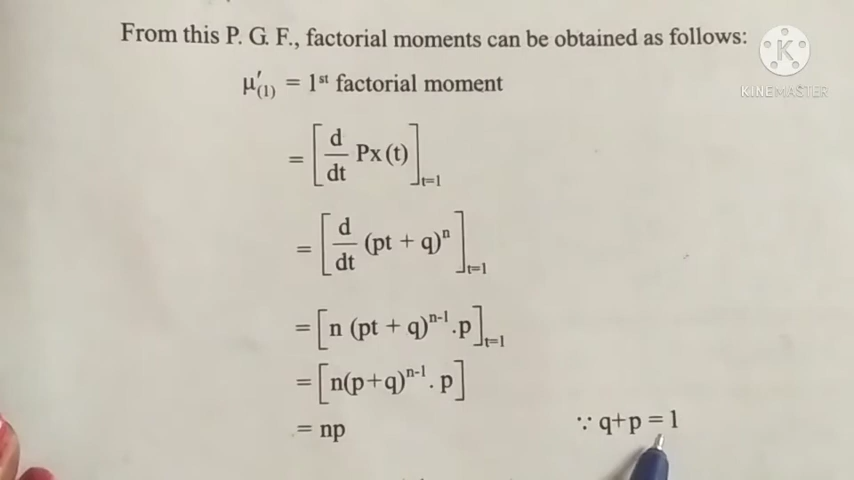 From this P. G. F., factorial moments can be obtained as follows:
K
KINEMASTER
μ′(1) = 1st factorial moment
= [d/dt Px (t)]t=1
= [d/dt (pt + q)^n]t=1
= [n (pt + q)^n-1 .p]t=1
= [n(p+q)^n-1 . p]
= np ∵ q+p = 1